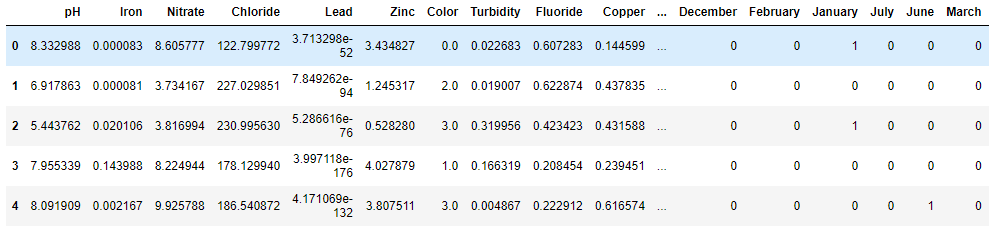 pH Iron Nitrate Chloride Lead Zinc Color Turbidity Fluoride Copper ... December February January July June March
0 8.332988 0.000083 8.605777 122.799772 3.713298e-52 3.434827 0.0 0.022683 0.607283 0.144599 ... 0 0 1 0 0 0
1 6.917863 0.000081 3.734167 227.029851 7.849262e-94 1.245317 2.0 0.019007 0.622874 0.437835 ... 0 0 0 0 0 0
2 5.443762 0.020106 3.816994 230.995630 5.286616e-76 0.528280 3.0 0.319956 0.423423 0.431588 ... 0 0 1 0 0 0
3 7.955339 0.143988 8.224944 178.129940 3.997118e-176 4.027879 1.0 0.166319 0.208454 0.239451 ... 0 0 0 0 0 0
4 8.091909 0.002167 9.925788 186.540872 4.171069e-132 3.807511 3.0 0.004867 0.222912 0.616574 ... 0 0 0 0 1 0